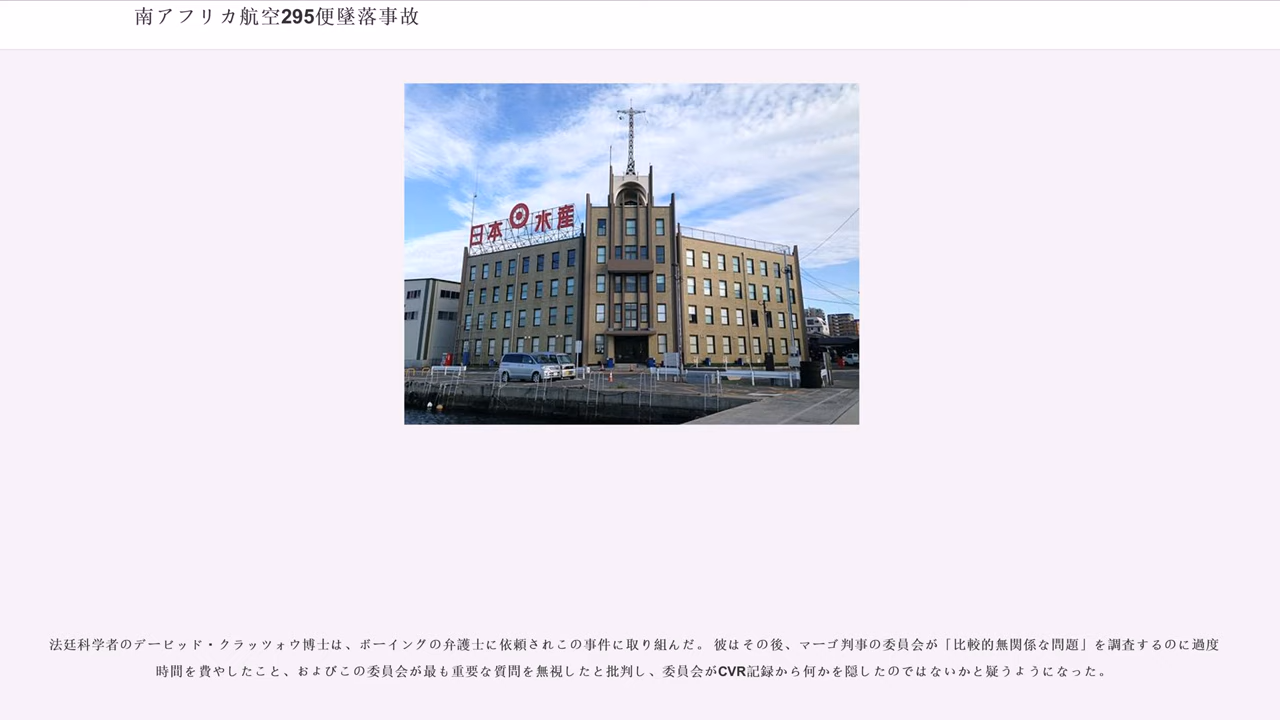 南アフリカ航空295便墜落事故
日本水産
法廷科学者のデービッド・クラッツォウ博士は、ボーイングの弁護士に依頼されこの事件に取り組んだ。 彼はその後、マーゴ判事の委員会が「比較的無関係な問題」を調査するのに過度
時間を費やしたこと、およびこの委員会が最も重要な質問を無視したと批判し、委員会がCVR記録から何かを隠したのではないかと疑うようになった。